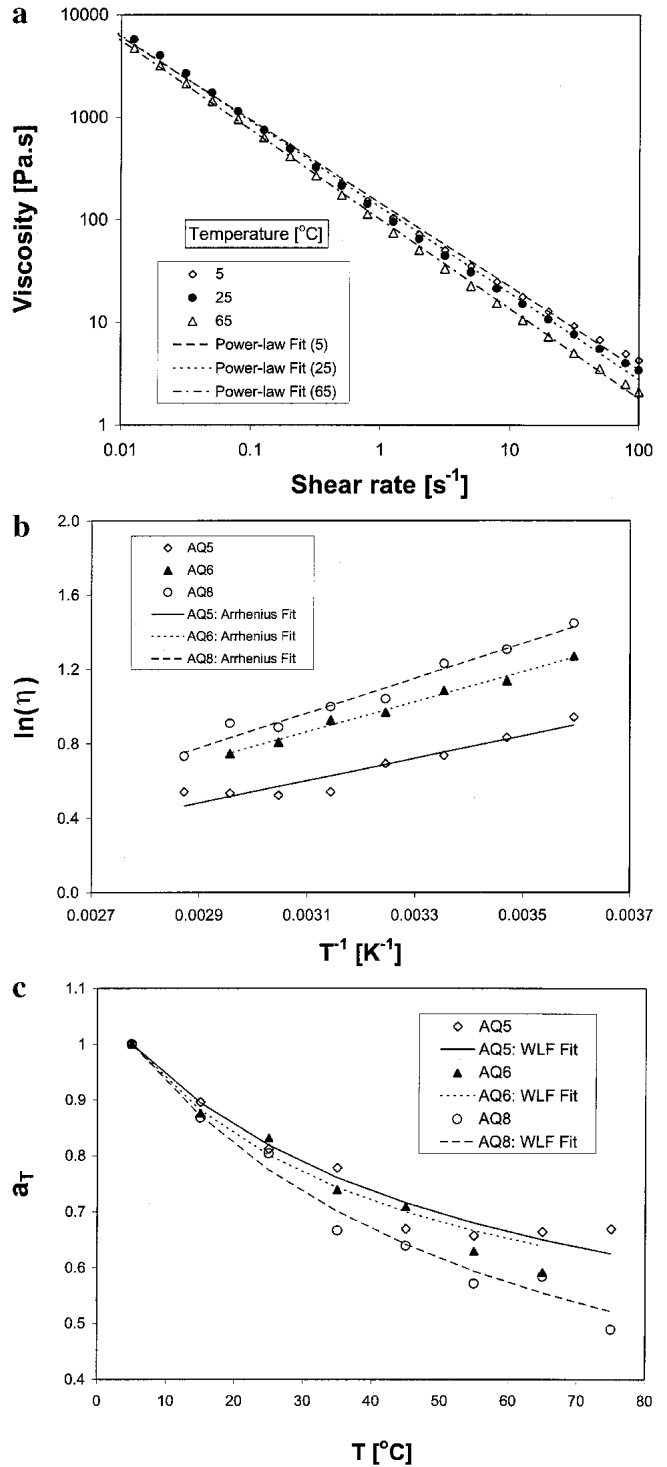 a
Viscosity [Pa.s]
10000
1000
100
10
1
Temperature [°C]
5
25
65
Power-law Fit (5)
Power-law Fit (25)
Power-law Fit (65)
0.01 0.1 1 10 100
Shear rate [s⁻¹]
b
ln(η)
2.0
1.6
1.2
0.8
0.4
0.0
AQ5
AQ6
AQ8
AQ5: Arrhenius Fit
AQ6: Arrhenius Fit
AQ8: Arrhenius Fit
0.0027 0.0029 0.0031 0.0033 0.0035 0.0037
T⁻¹ [K⁻¹]
c
a_T
1.1
1
0.9
0.8
0.7
0.6
0.5
0.4
AQ5
AQ5: WLF Fit
AQ6
AQ6: WLF Fit
AQ8
AQ8: WLF Fit
0 10 20 30 40 50 60 70 80
T [°C]